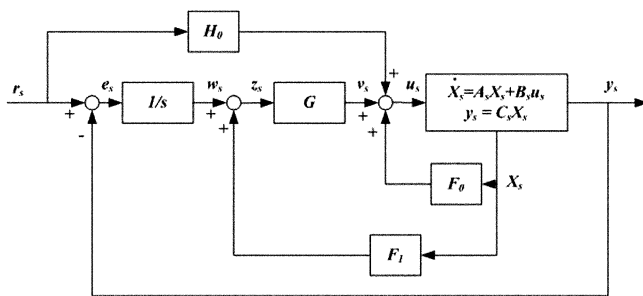 H₀
rₛ
eₛ
wₛ
zₛ
vₛ
uₛ
yₛ
+
-
1/s
+
+
G
+
+
+
Ẋₛ=AₛXₛ+Bₛuₛ
yₛ = CₛXₛ
F₀
Xₛ
F₁